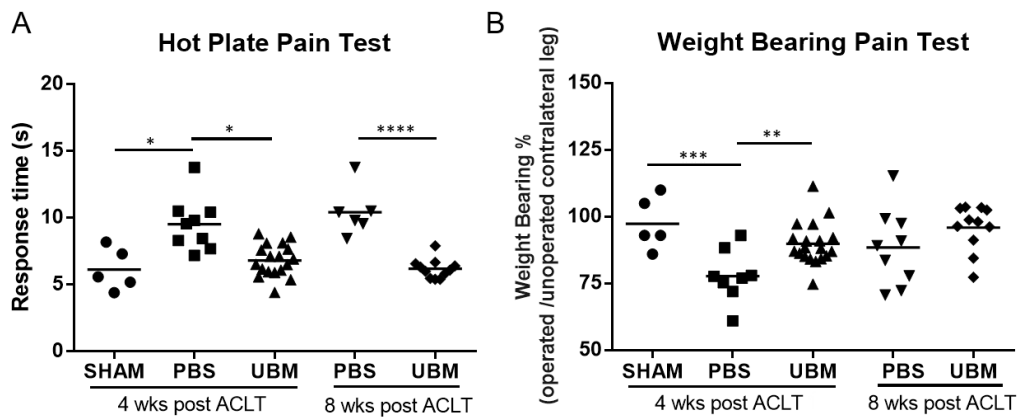 A
Hot Plate Pain Test
Response time (s)
20
15
10
5
0
*
*
****
SHAM
PBS
UBM
PBS
UBM
4 wks post ACLT
8 wks post ACLT
B
Weight Bearing Pain Test
Weight Bearing %
(operated /unoperated contralateral leg)
150
125
100
75
50
***
**
SHAM
PBS
UBM
PBS
UBM
4 wks post ACLT
8 wks post ACLT